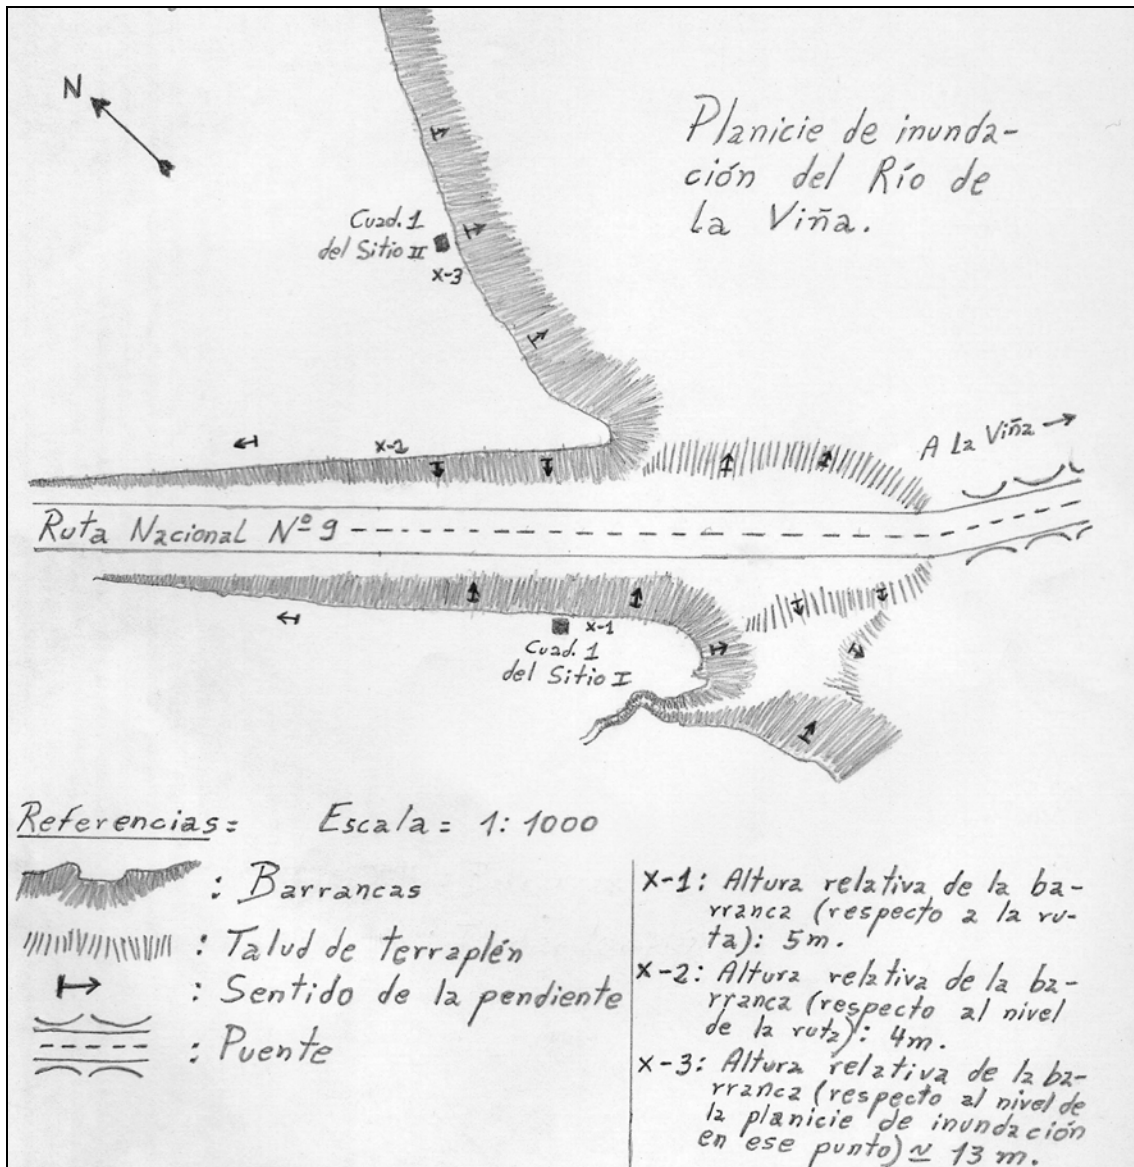 N
Planicie de inunda-
ción del Río de
la Viña.
Cuad. 1
del Sitio II
x-3
x-2
A la Viña
Ruta Nacional Nº 9
x-1
Cuad. 1
del Sitio I
Referencias=
Escala = 1: 1000
: Barrancas
: Talud de terraplén
: Sentido de la pendiente
: Puente
x-1: Altura relativa de la ba-
rranca (respecto a la ru-
ta): 5m.
x-2: Altura relativa de la ba-
rranca (respecto al nivel
de la ruta): 4m.
x-3: Altura relativa de la ba-
rranca (respecto al nivel de
la planicie de inundación
en ese punto) ≃ 13 m.